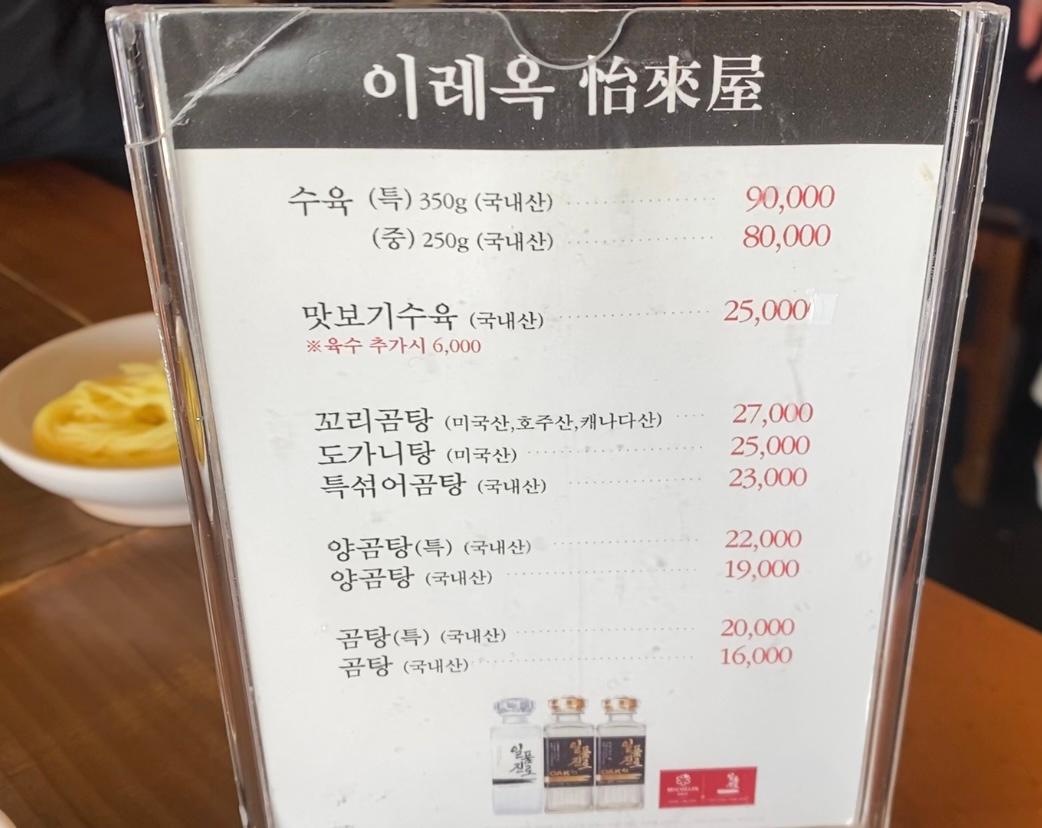 이레옥 怡來屋
수육 (특) 350g (국내산) 90,000
(중) 250g (국내산) 80,000
맛보기수육 (국내산) 25,000
※육수 추가시 6,000
꼬리곰탕 (미국산,호주산,캐나다산) 27,000
도가니탕 (미국산) 25,000
특섞어곰탕 (국내산) 23,000
양곰탕(특) (국내산) 22,000
양곰탕 (국내산) 19,000
곰탕(특) (국내산) 20,000
곰탕 (국내산) 16,000
일품진로